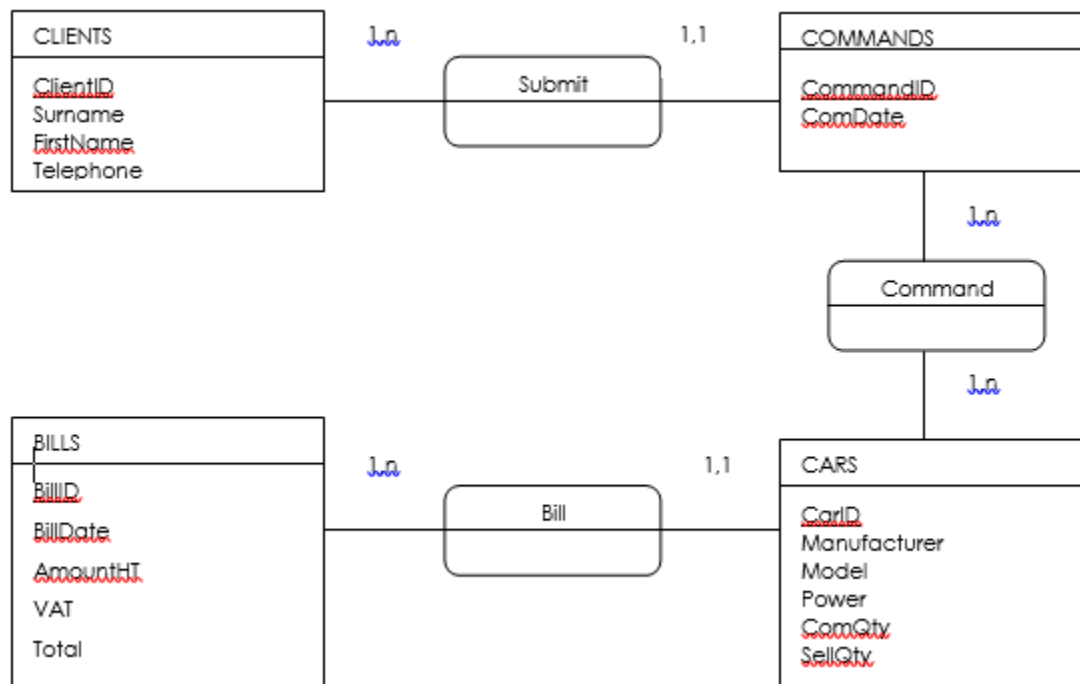 CLIENTS
ClientID
Surname
FirstName
Telephone
1,n
Submit
1,1
COMMANDS
CommandID
ComDate
1,n
Command
1,n
BILLS
BillID
BillDate
AmountHT
VAT
Total
1,n
Bill
1,1
CARS
CarID
Manufacturer
Model
Power
ComQty
SellQty